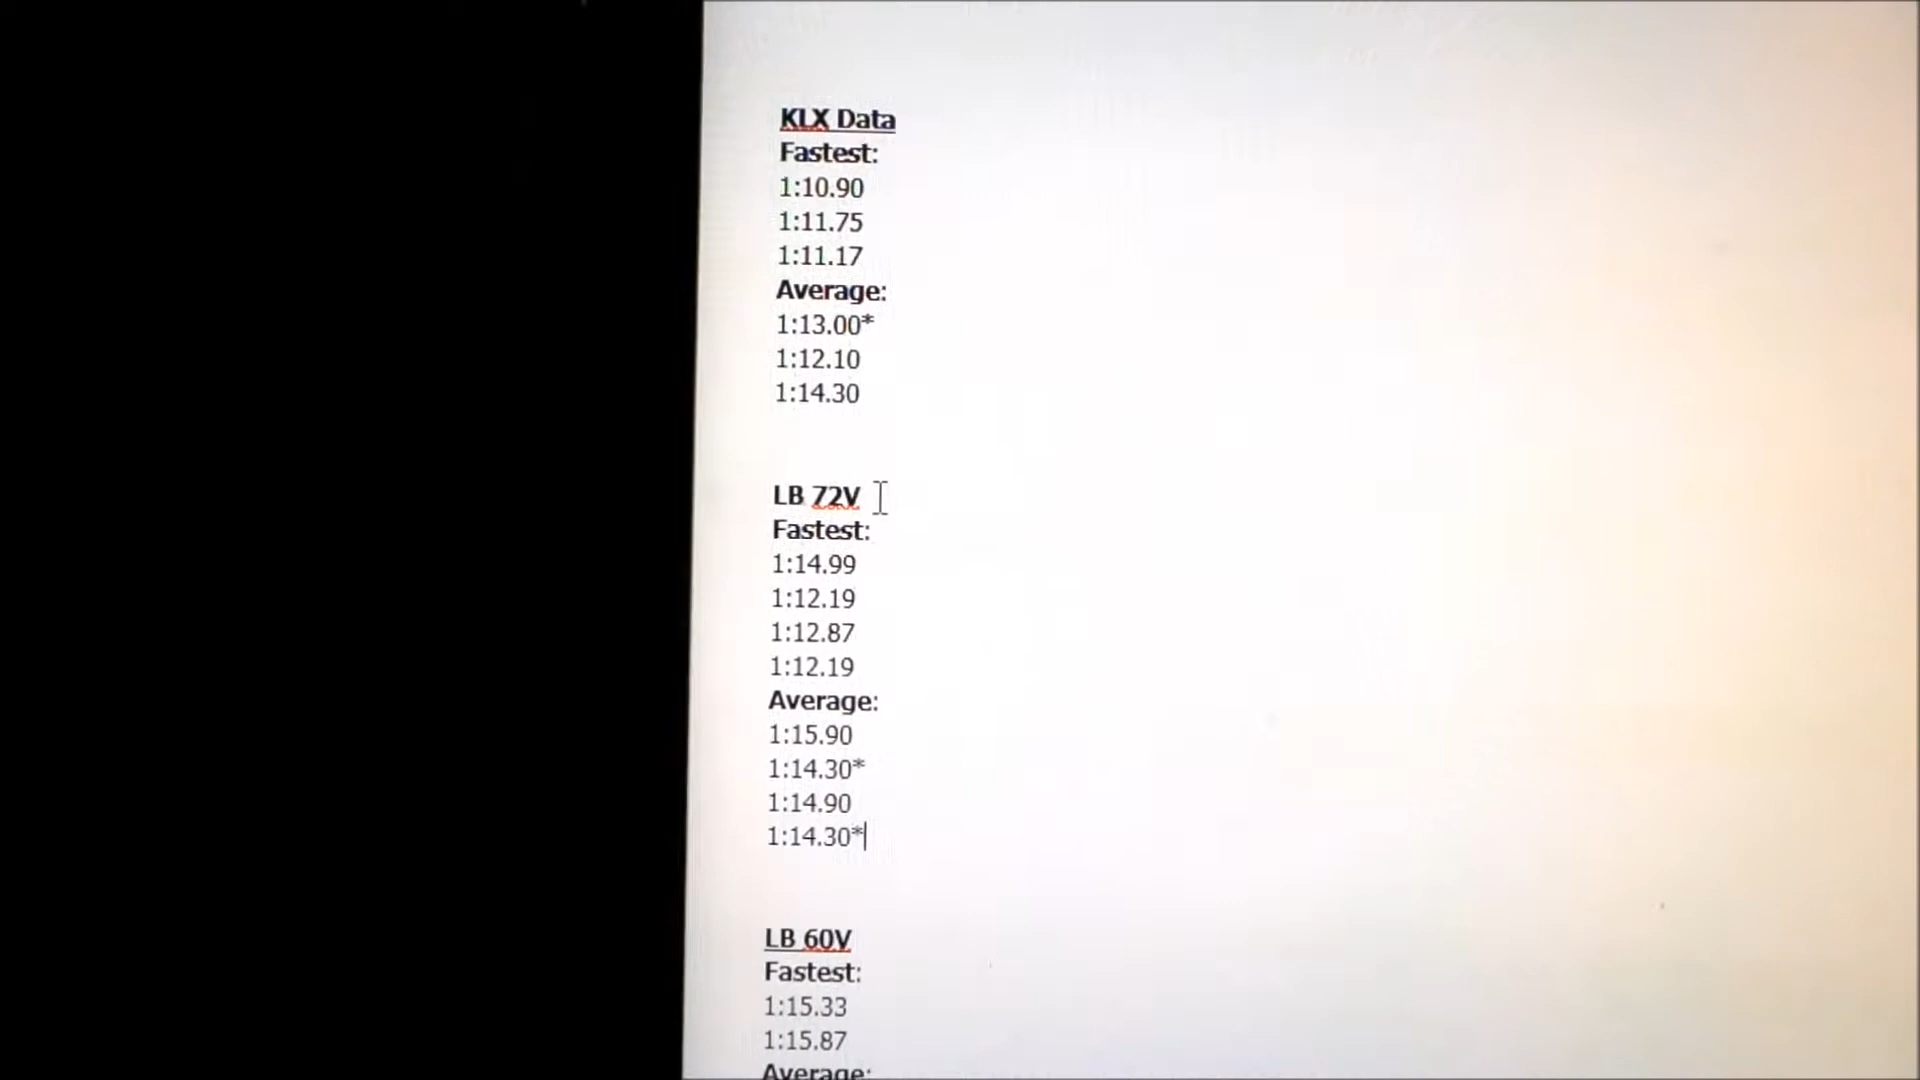 KLX Data
Fastest:
1:10.90
1:11.75
1:11.17
Average:
1:13.00*
1:12.10
1:14.30
LB 72V
Fastest:
1:14.99
1:12.19
1:12.87
1:12.19
Average:
1:15.90
1:14.30*
1:14.90
1:14.30*
LB 60V
Fastest:
1:15.33
1:15.87
Average: